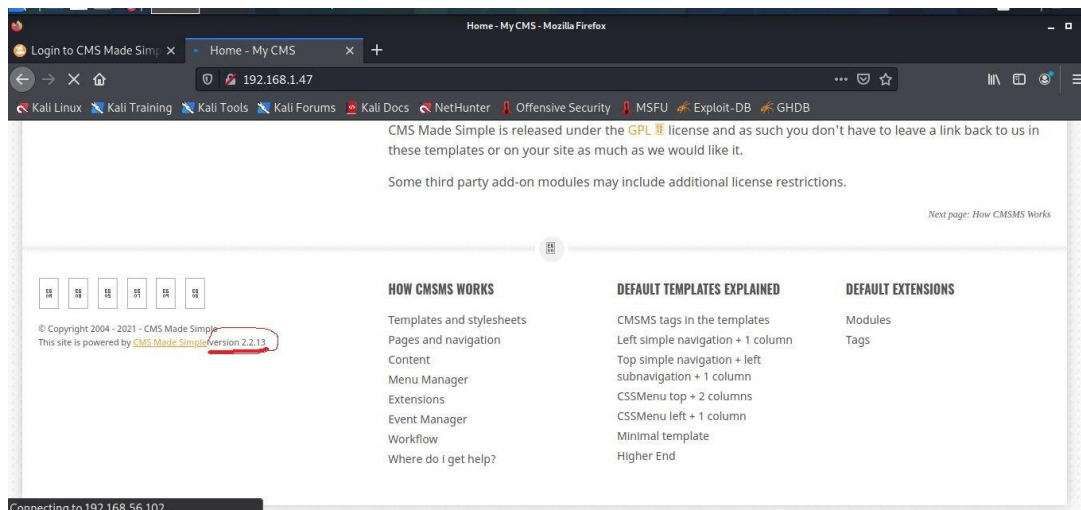 Home - My CMS - Mozilla Firefox
Login to CMS Made Simp
Home - My CMS
192.168.1.47
Kali Linux Kali Training Kali Tools Kali Forums Kali Docs NetHunter Offensive Security MSFU Exploit-DB GHDB
CMS Made Simple is released under the GPL license and as such you don't have to leave a link back to us in
these templates or on your site as much as we would like it.
Some third party add-on modules may include additional license restrictions.
Next page: How CMSMS Works
© Copyright 2004 - 2021 - CMS Made Simple
This site is powered by CMS Made Simple version 2.2.13
HOW CMSMS WORKS
Templates and stylesheets
Pages and navigation
Content
Menu Manager
Extensions
Event Manager
Workflow
Where do i get help?
DEFAULT TEMPLATES EXPLAINED
CMSMS tags in the templates
Left simple navigation + 1 column
Top simple navigation + left
subnavigation + 1 column
CSSMenu top + 2 columns
CSSMenu left + 1 column
Minimal template
Higher End
DEFAULT EXTENSIONS
Modules
Tags
Connecting to 192.168.56.102